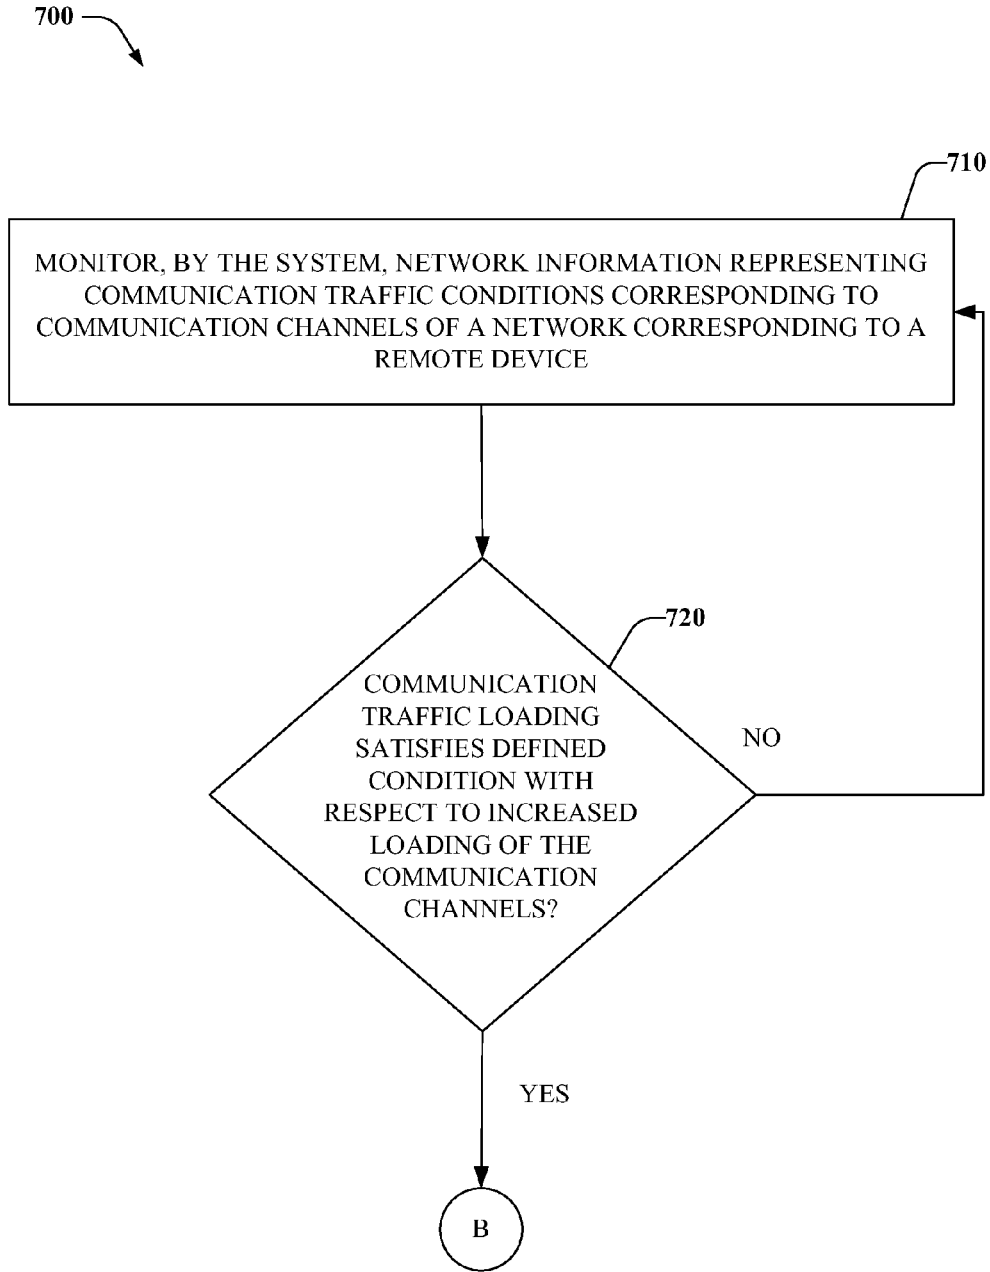 700
710
MONITOR, BY THE SYSTEM, NETWORK INFORMATION REPRESENTING
COMMUNICATION TRAFFIC CONDITIONS CORRESPONDING TO
COMMUNICATION CHANNELS OF A NETWORK CORRESPONDING TO A
REMOTE DEVICE
720
COMMUNICATION
TRAFFIC LOADING
SATISFIES DEFINED
CONDITION WITH
RESPECT TO INCREASED
LOADING OF THE
COMMUNICATION
CHANNELS?
NO
YES
B